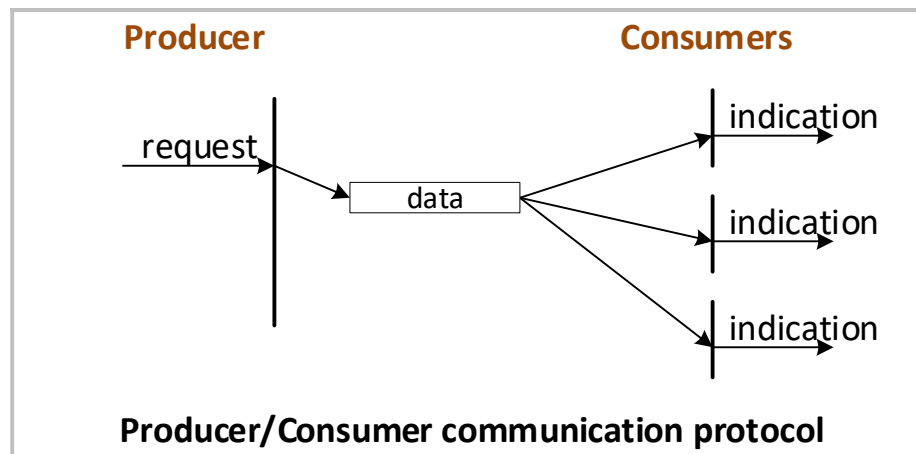 Producer
Consumers
indication
request
data
indication
indication
Producer/Consumer communication protocol